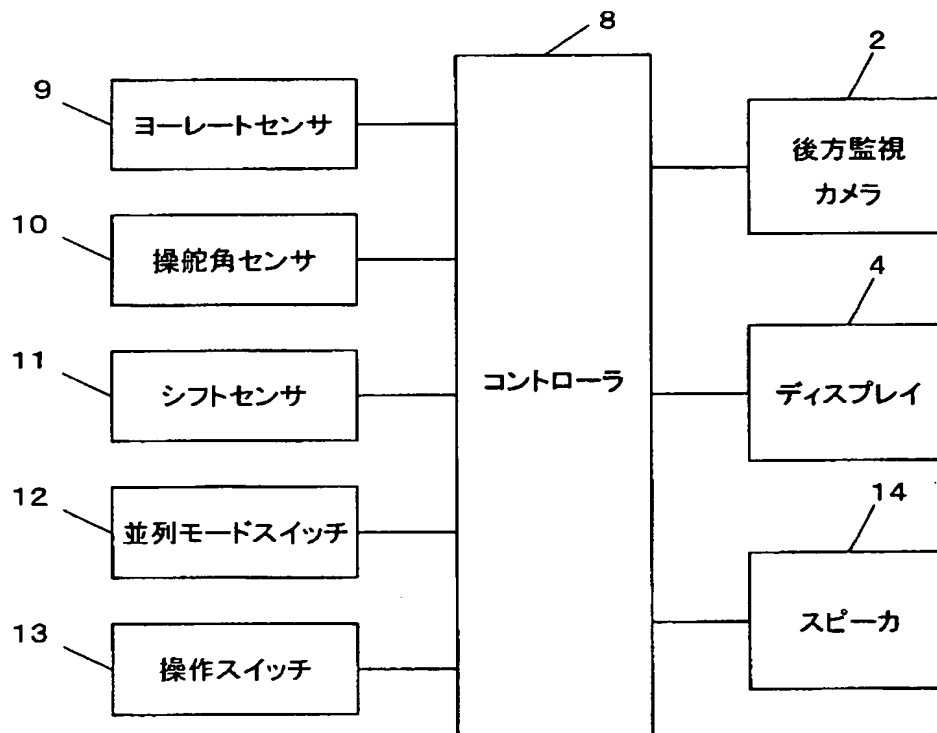 8
2
9
ヨーレートセンサ
後方監視
カメラ
10
操舵角センサ
4
11
シフトセンサ
コントローラ
ディスプレイ
12
並列モードスイッチ
14
13
操作スイッチ
スピーカ